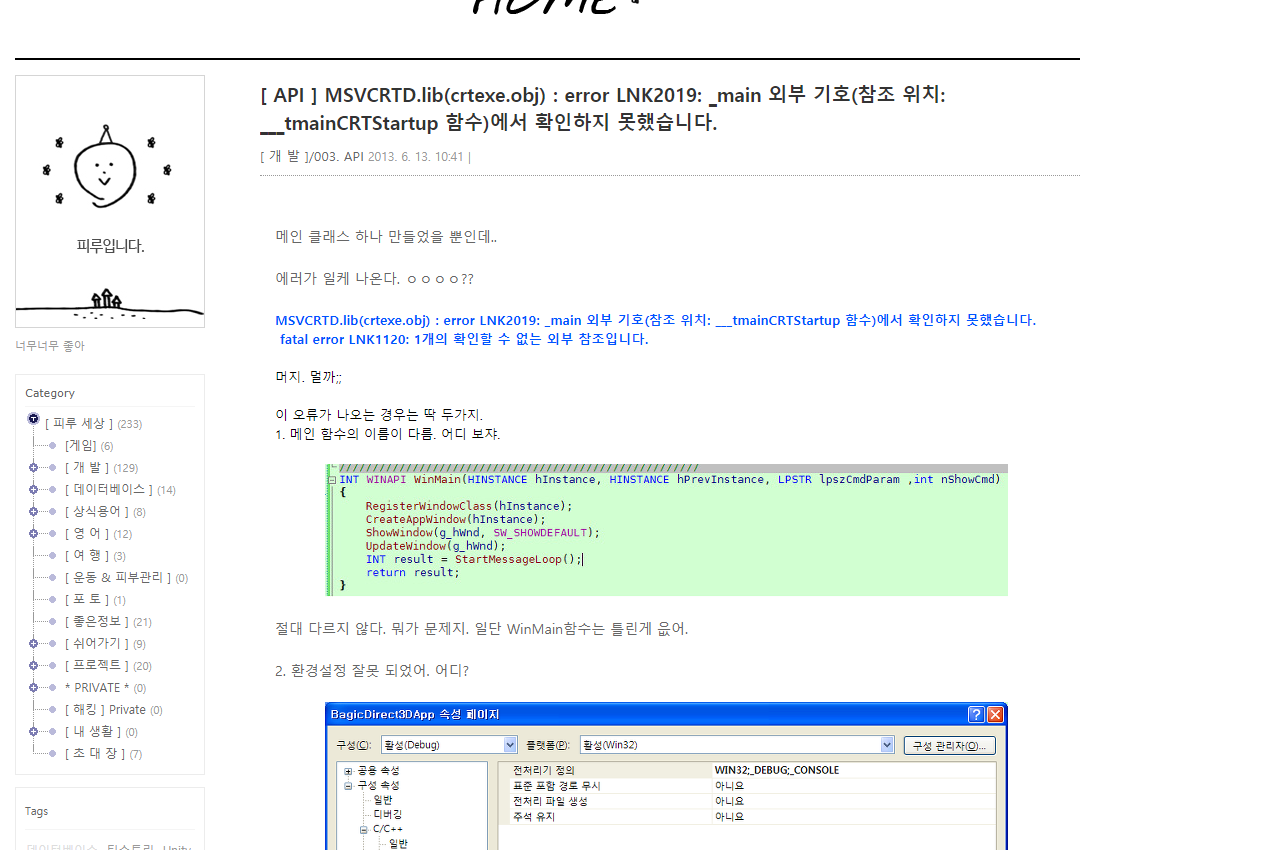 HOME
[ API ] MSVCRTD.lib(crtexe.obj) : error LNK2019: _main 외부 기호(참조 위치:
___tmainCRTStartup 함수)에서 확인하지 못했습니다.
[ 개 발 ]/003. API 2013. 6. 13. 10:41 |
피루입니다.
너무너무 좋아
Category
[ 피루 세상 ] (233)
[게임] (6)
[ 개 발 ] (129)
[ 데이터베이스 ] (14)
[ 상식용어 ] (8)
[ 영 어 ] (12)
[ 여 행 ] (3)
[ 운동 & 피부관리 ] (0)
[ 포 토 ] (1)
[ 좋은정보 ] (21)
[ 쉬어가기 ] (9)
[ 프로젝트 ] (20)
* PRIVATE * (0)
[ 해킹 ] Private (0)
[ 내 생활 ] (0)
[ 초 대 장 ] (7)
Tags
데이터베이스 티스토리 Unity
메인 클래스 하나 만들었을 뿐인데..
에러가 일케 나온다. ㅇㅇㅇㅇ??
MSVCRTD.lib(crtexe.obj) : error LNK2019: _main 외부 기호(참조 위치: ___tmainCRTStartup 함수)에서 확인하지 못했습니다.
fatal error LNK1120: 1개의 확인할 수 없는 외부 참조입니다.
머지. 멀까;;
이 오류가 나오는 경우는 딱 두가지.
1. 메인 함수의 이름이 다름. 어디 보쟈.
//////////////////////////////////////////////////////
INT WINAPI WinMain(HINSTANCE hInstance, HINSTANCE hPrevInstance, LPSTR lpszCmdParam ,int nShowCmd)
{
RegisterWindowClass(hInstance);
CreateAppWindow(hInstance);
ShowWindow(g_hWnd, SW_SHOWDEFAULT);
UpdateWindow(g_hWnd);
INT result = StartMessageLoop();
return result;
}
절대 다르지 않다. 뭐가 문제지. 일단 WinMain함수는 틀린게 읎어.
2. 환경설정 잘못 되었어. 어디?
BagicDirect3DApp 속성 페이지
구성(C): 활성(Debug) 플랫폼(P): 활성(Win32) 구성 관리자(O)...
공용 속성
구성 속성
일반
디버깅
C/C++
일반
전처리기 정의 WIN32;_DEBUG;_CONSOLE
표준 포함 경로 무시 아니요
전처리 파일 생성 아니요
주석 유지 아니요